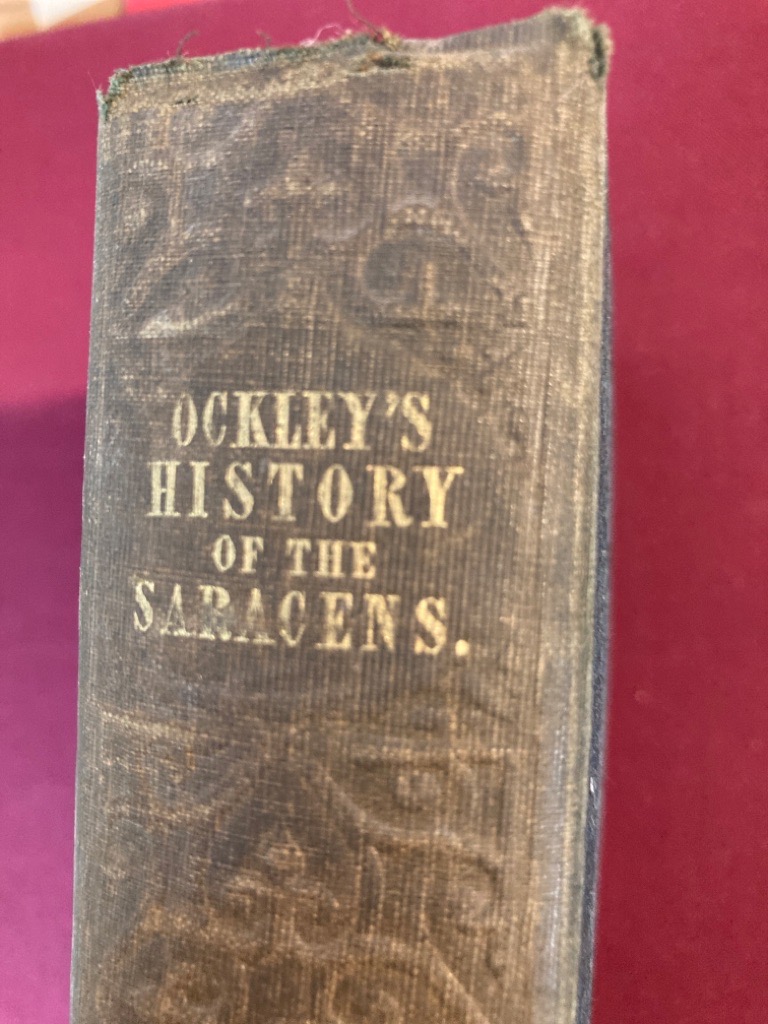 OCKLEY'S
HISTORY
OF THE
SARACENS.